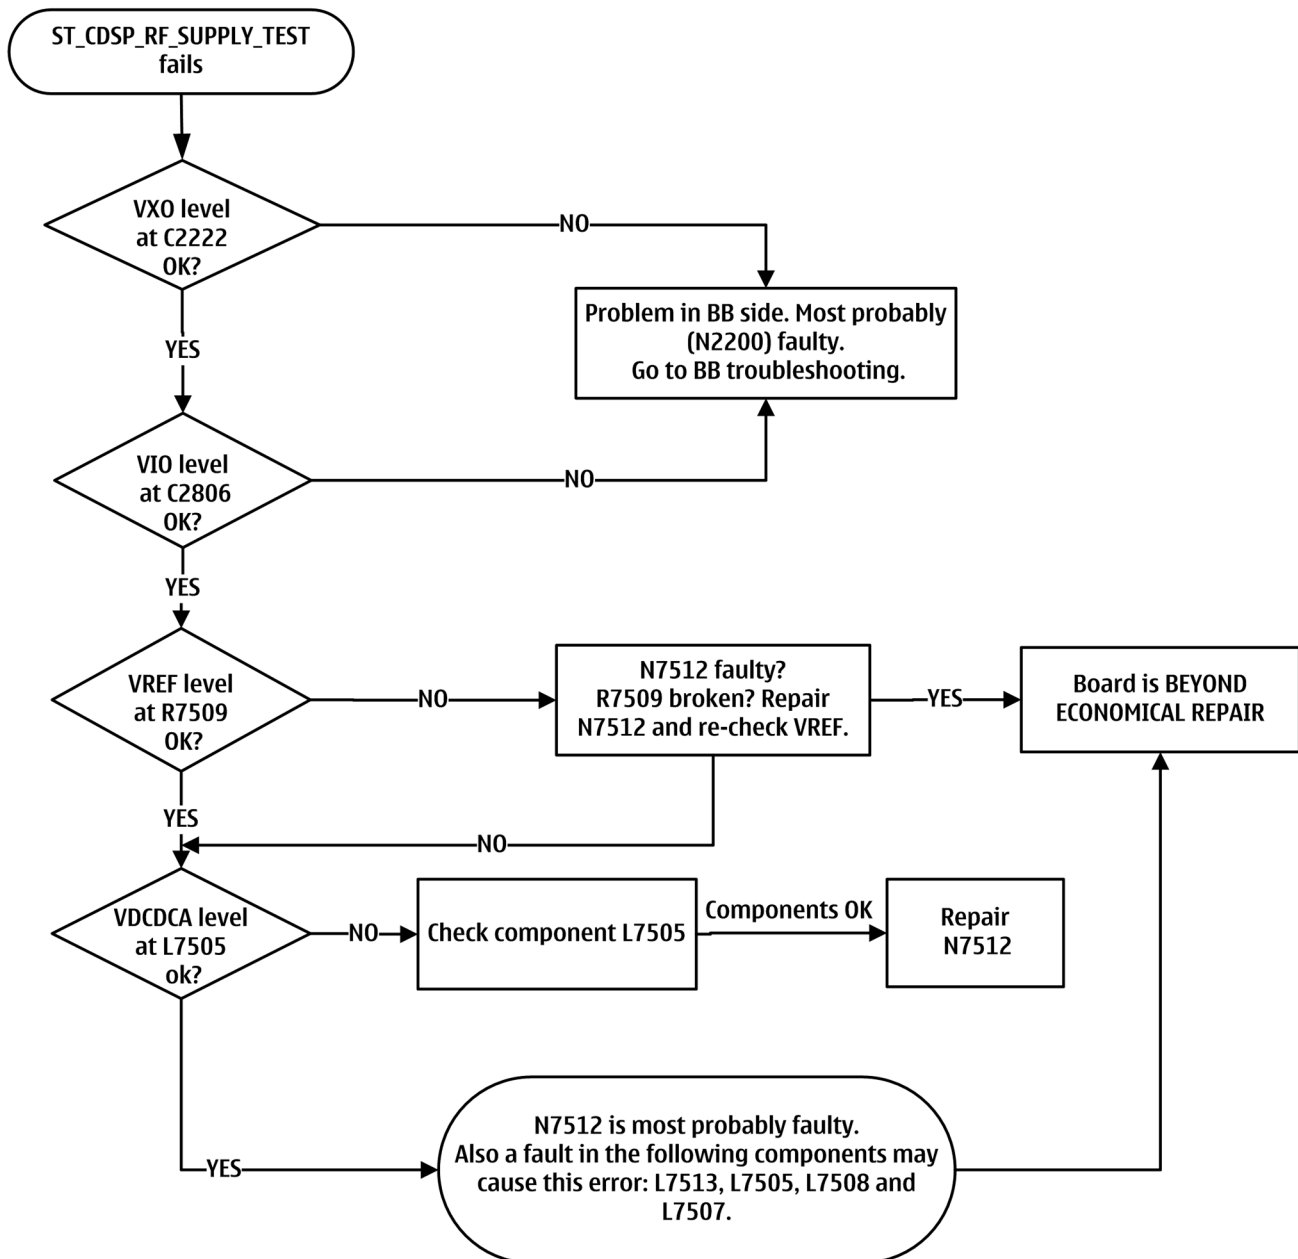 ST_CDSP_RF_SUPPLY_TEST
fails
VXO level
at C2222
OK?
NO
Problem in BB side. Most probably
(N2200) faulty.
Go to BB troubleshooting.
YES
VIO level
at C2806
OK?
NO
YES
VREF level
at R7509
OK?
NO
N7512 faulty?
R7509 broken? Repair
N7512 and re-check VREF.
YES
Board is BEYOND
ECONOMICAL REPAIR
YES
NO
VDCDCA level
at L7505
ok?
NO
Check component L7505
Components OK
Repair
N7512
YES
N7512 is most probably faulty.
Also a fault in the following components may
cause this error: L7513, L7505, L7508 and
L7507.